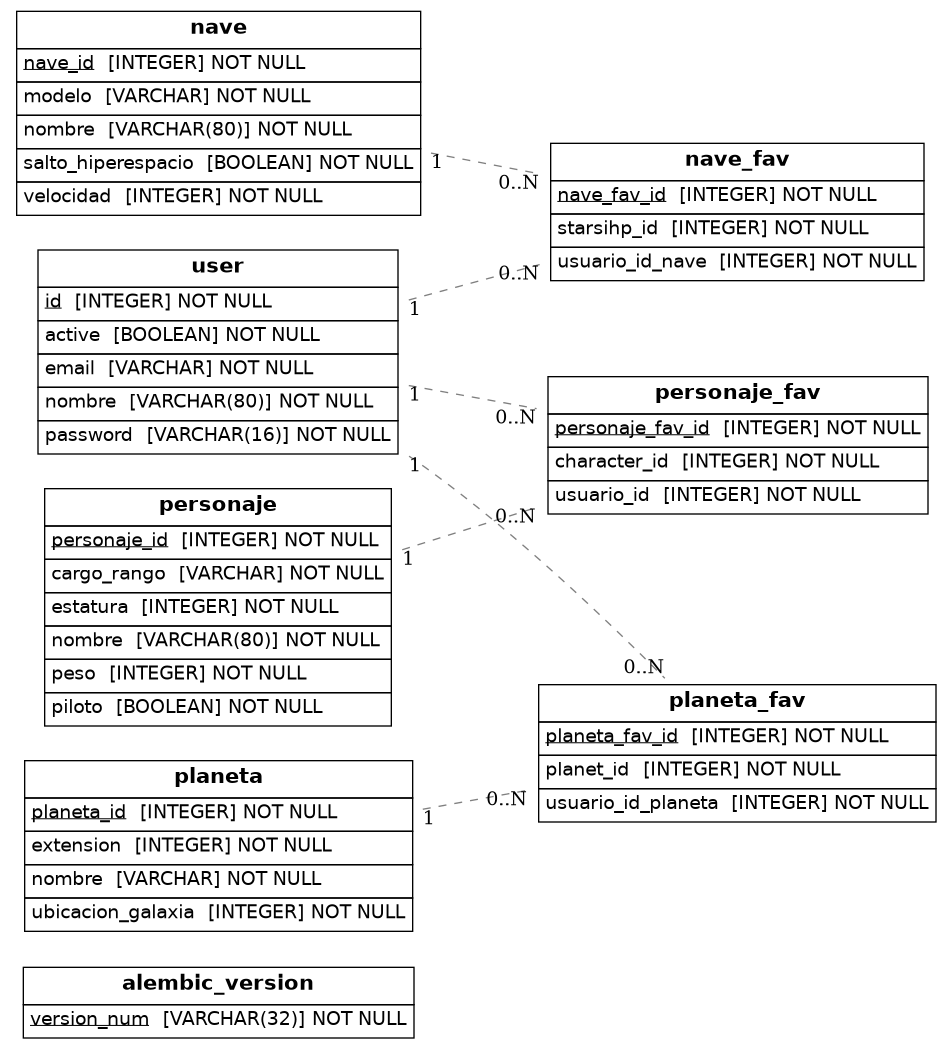 nave
nave_id [INTEGER] NOT NULL
modelo [VARCHAR] NOT NULL
nombre [VARCHAR(80)] NOT NULL
salto_hiperespacio [BOOLEAN] NOT NULL
velocidad [INTEGER] NOT NULL
1
0..N
nave_fav
nave_fav_id [INTEGER] NOT NULL
starsihp_id [INTEGER] NOT NULL
usuario_id_nave [INTEGER] NOT NULL
user
id [INTEGER] NOT NULL
active [BOOLEAN] NOT NULL
email [VARCHAR] NOT NULL
nombre [VARCHAR(80)] NOT NULL
password [VARCHAR(16)] NOT NULL
1
0..N
1
0..N
1
0..N
personaje_fav
personaje_fav_id [INTEGER] NOT NULL
character_id [INTEGER] NOT NULL
usuario_id [INTEGER] NOT NULL
personaje
personaje_id [INTEGER] NOT NULL
cargo_rango [VARCHAR] NOT NULL
estatura [INTEGER] NOT NULL
nombre [VARCHAR(80)] NOT NULL
peso [INTEGER] NOT NULL
piloto [BOOLEAN] NOT NULL
1
0..N
planeta_fav
planeta_fav_id [INTEGER] NOT NULL
planet_id [INTEGER] NOT NULL
usuario_id_planeta [INTEGER] NOT NULL
planeta
planeta_id [INTEGER] NOT NULL
extension [INTEGER] NOT NULL
nombre [VARCHAR] NOT NULL
ubicacion_galaxia [INTEGER] NOT NULL
1
0..N
alembic_version
version_num [VARCHAR(32)] NOT NULL